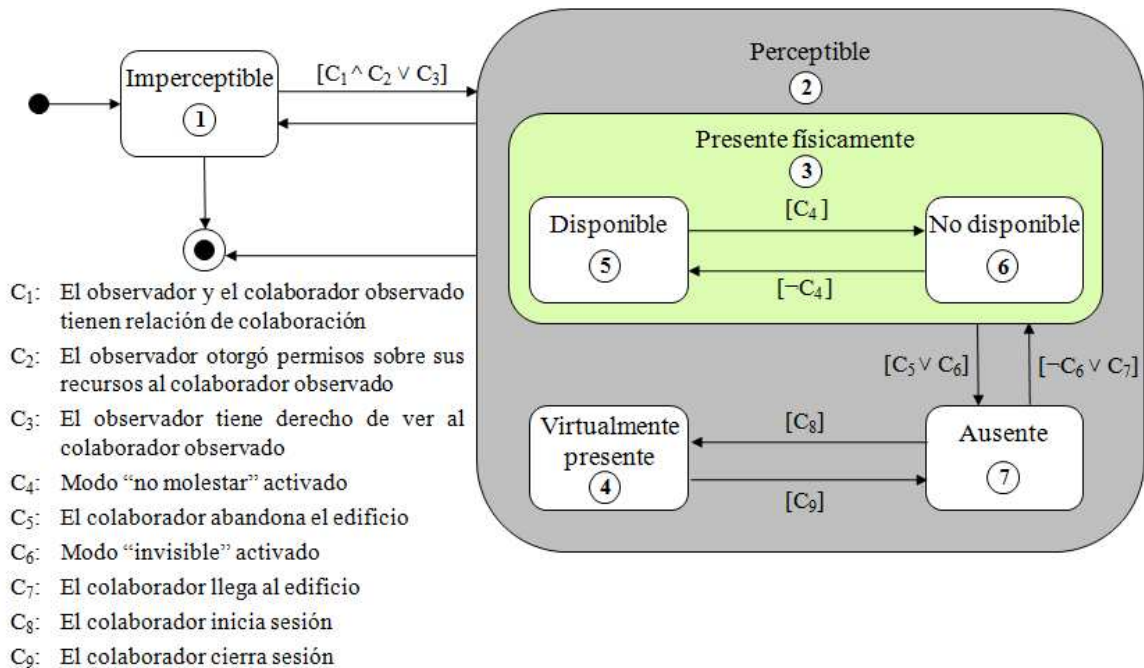 Imperceptible
1
[C₁ ^ C₂ ∨ C₃]
Perceptible
2
Presente físicamente
3
Disponible
5
[C₄]
[¬C₄]
No disponible
6
[C₅ ∨ C₆]
[¬C₆ ∨ C₇]
Virtualmente
presente
4
[C₈]
[C₉]
Ausente
7
C₁: El observador y el colaborador observado
tienen relación de colaboración
C₂: El observador otorgó permisos sobre sus
recursos al colaborador observado
C₃: El observador tiene derecho de ver al
colaborador observado
C₄: Modo “no molestar” activado
C₅: El colaborador abandona el edificio
C₆: Modo “invisible” activado
C₇: El colaborador llega al edificio
C₈: El colaborador inicia sesión
C₉: El colaborador cierra sesión